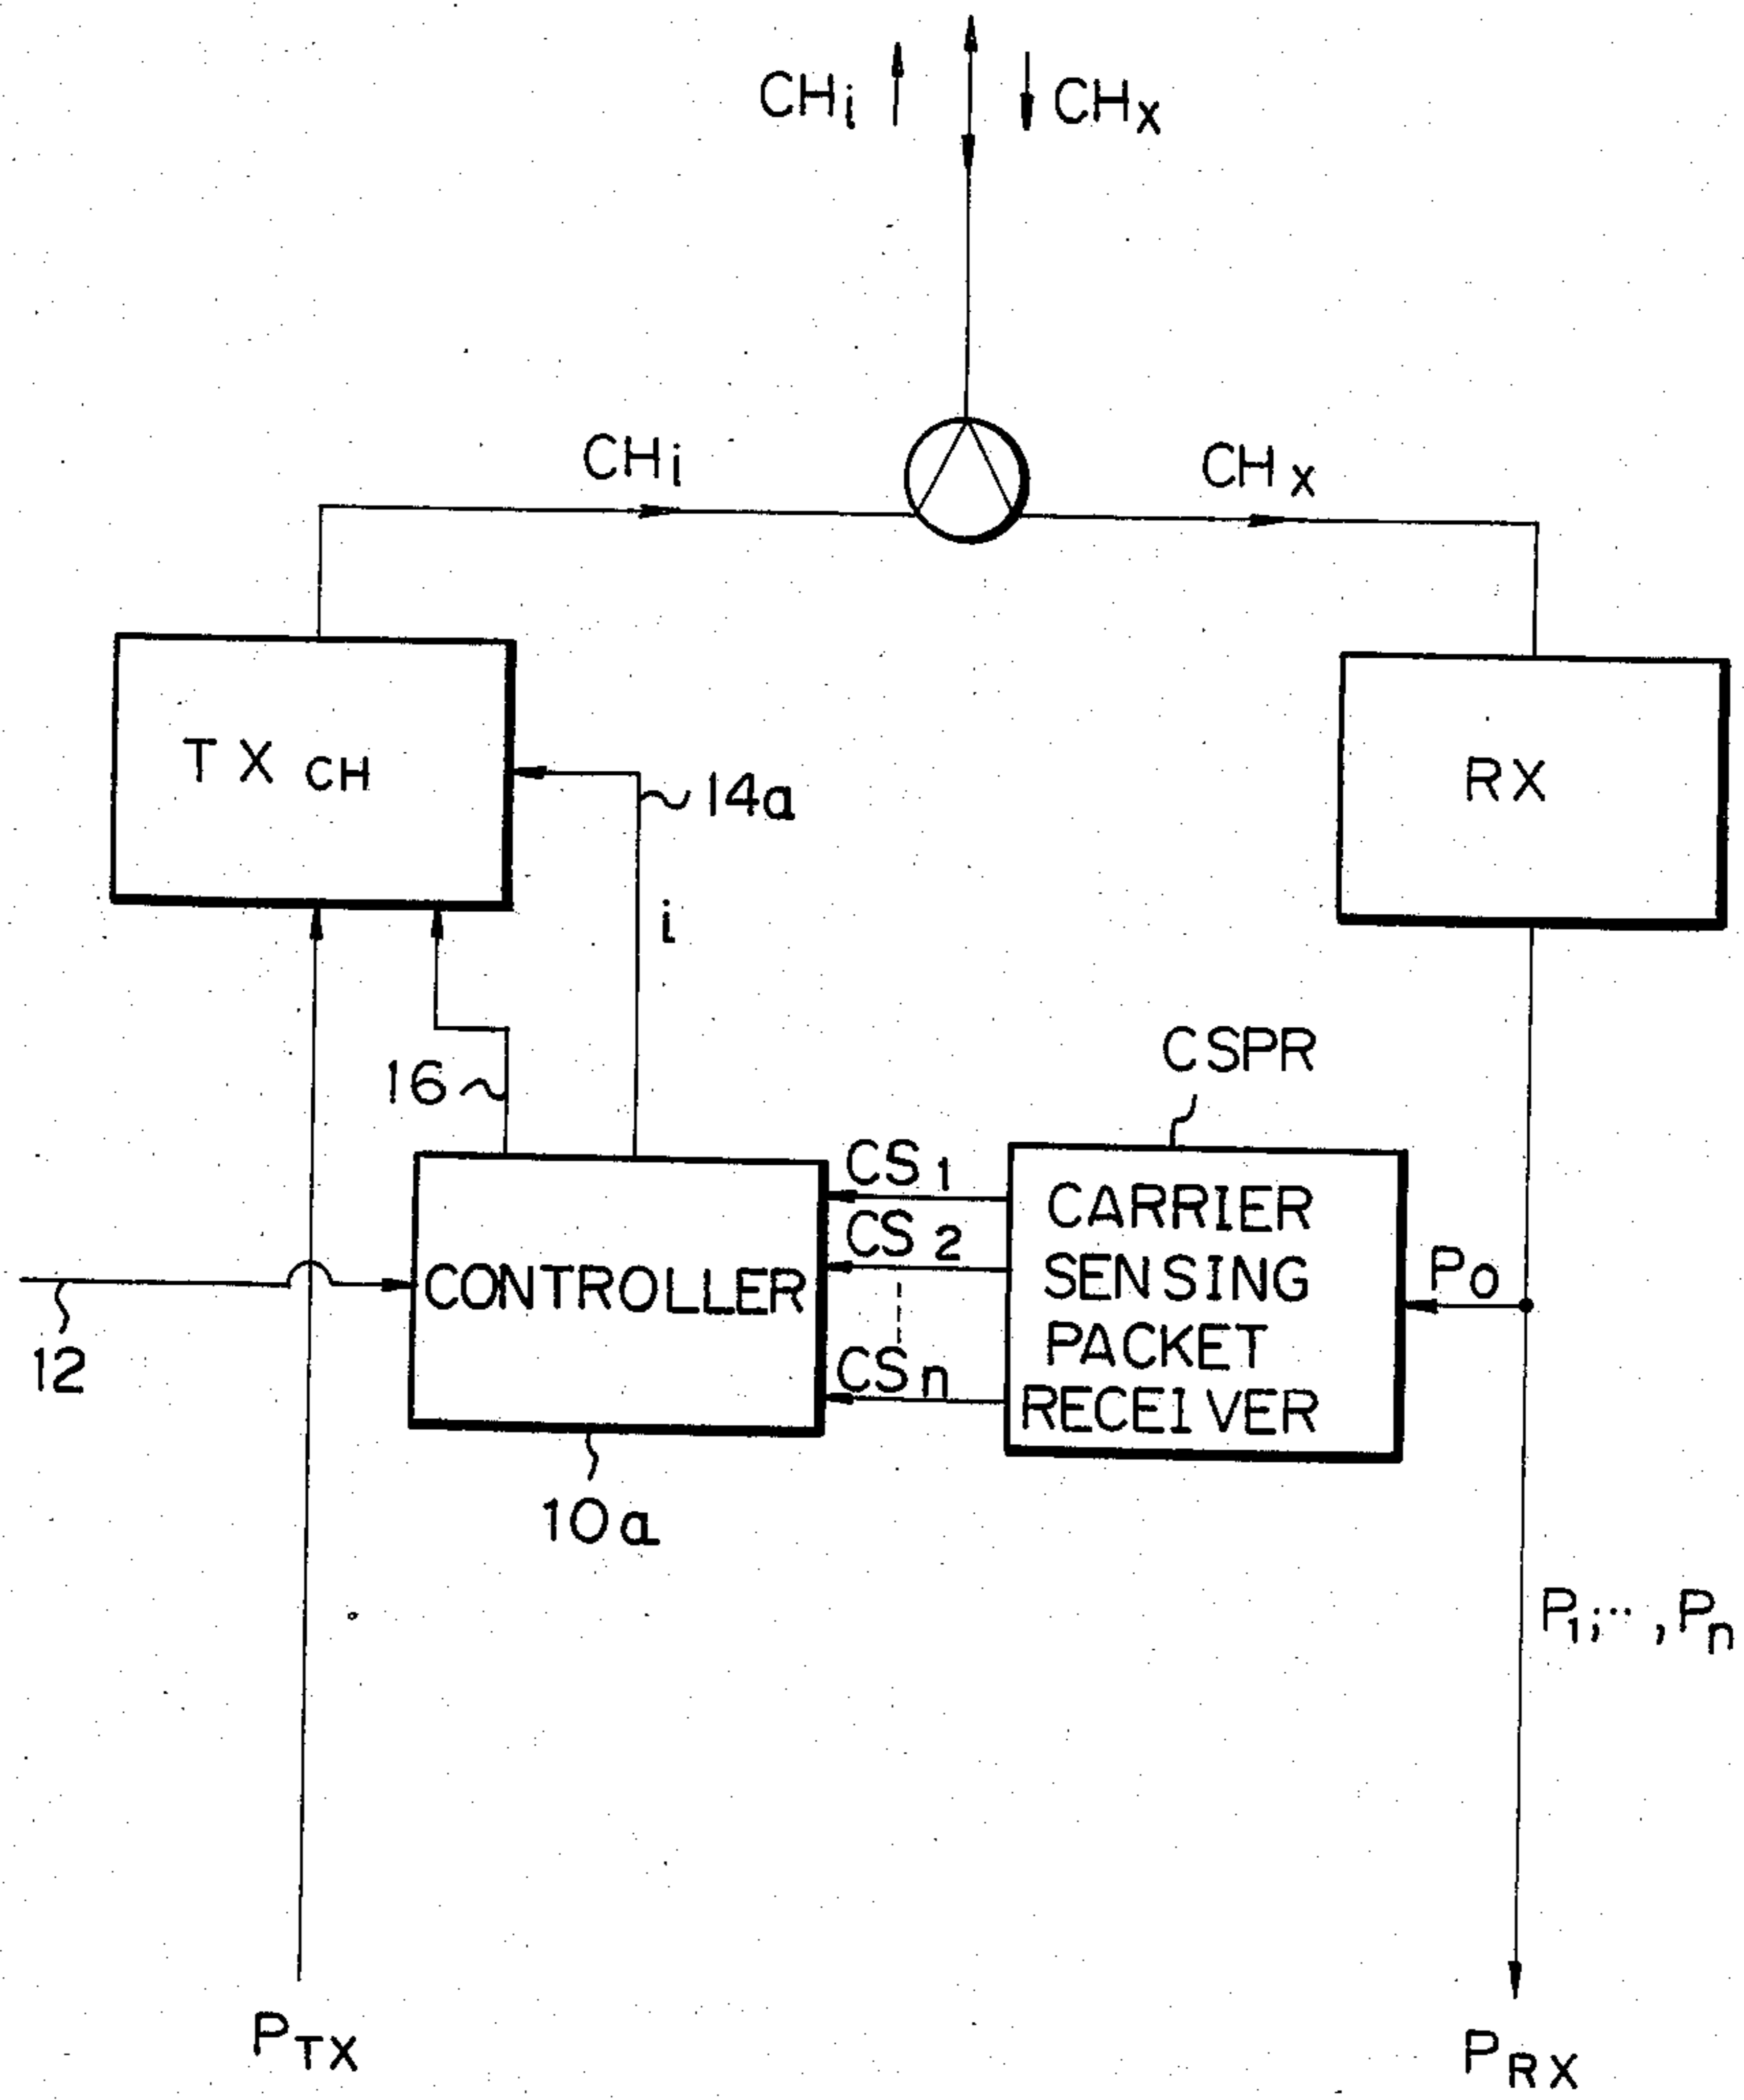 CHi
CHx
CHi
CHx
TX CH
RX
14a
i
16
CSPR
CS1
CS2
CSn
CONTROLLER
CARRIER
SENSING
PACKET
RECEIVER
Po
12
10a
P1,···,Pn
PTX
PRX